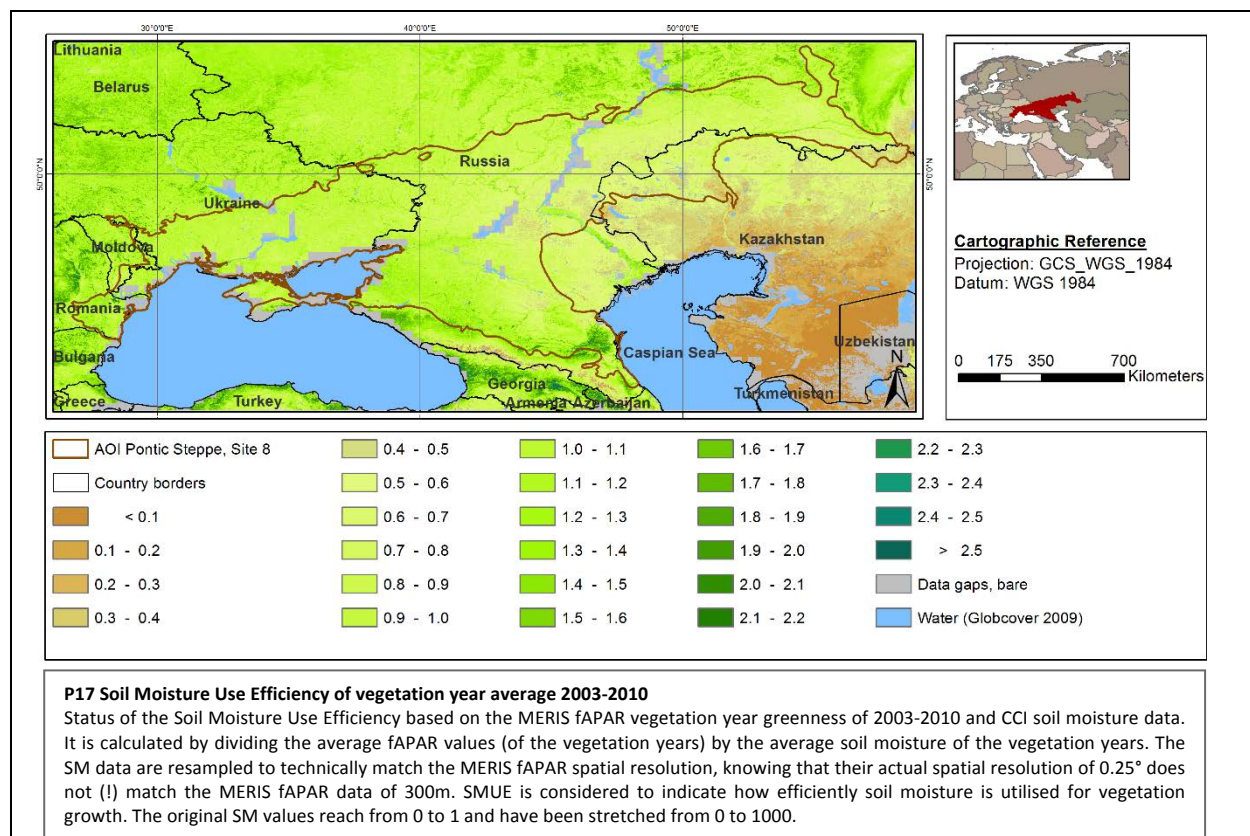 30°0'0"E 40°0'0"E 50°0'0"E
50°0'0"N
50°0'0"N
Lithuania
Belarus
Russia
Ukraine
Moldova
Kazakhstan
Romania
Bulgaria
Caspian Sea
Uzbekistan
N
Georgia
Turkmenistan
Greece
Turkey
Armenia Azerbaijan
Cartographic Reference
Projection: GCS_WGS_1984
Datum: WGS 1984
0 175 350 700
Kilometers
AOI Pontic Steppe, Site 8
Country borders
< 0.1
0.1 - 0.2
0.2 - 0.3
0.3 - 0.4
0.4 - 0.5
0.5 - 0.6
0.6 - 0.7
0.7 - 0.8
0.8 - 0.9
0.9 - 1.0
1.0 - 1.1
1.1 - 1.2
1.2 - 1.3
1.3 - 1.4
1.4 - 1.5
1.5 - 1.6
1.6 - 1.7
1.7 - 1.8
1.8 - 1.9
1.9 - 2.0
2.0 - 2.1
2.1 - 2.2
2.2 - 2.3
2.3 - 2.4
2.4 - 2.5
> 2.5
Data gaps, bare
Water (Globcover 2009)
P17 Soil Moisture Use Efficiency of vegetation year average 2003-2010
Status of the Soil Moisture Use Efficiency based on the MERIS fAPAR vegetation year greenness of 2003-2010 and CCI soil moisture data.
It is calculated by dividing the average fAPAR values (of the vegetation years) by the average soil moisture of the vegetation years. The
SM data are resampled to technically match the MERIS fAPAR spatial resolution, knowing that their actual spatial resolution of 0.25° does
not (!) match the MERIS fAPAR data of 300m. SMUE is considered to indicate how efficiently soil moisture is utilised for vegetation
growth. The original SM values reach from 0 to 1 and have been stretched from 0 to 1000.